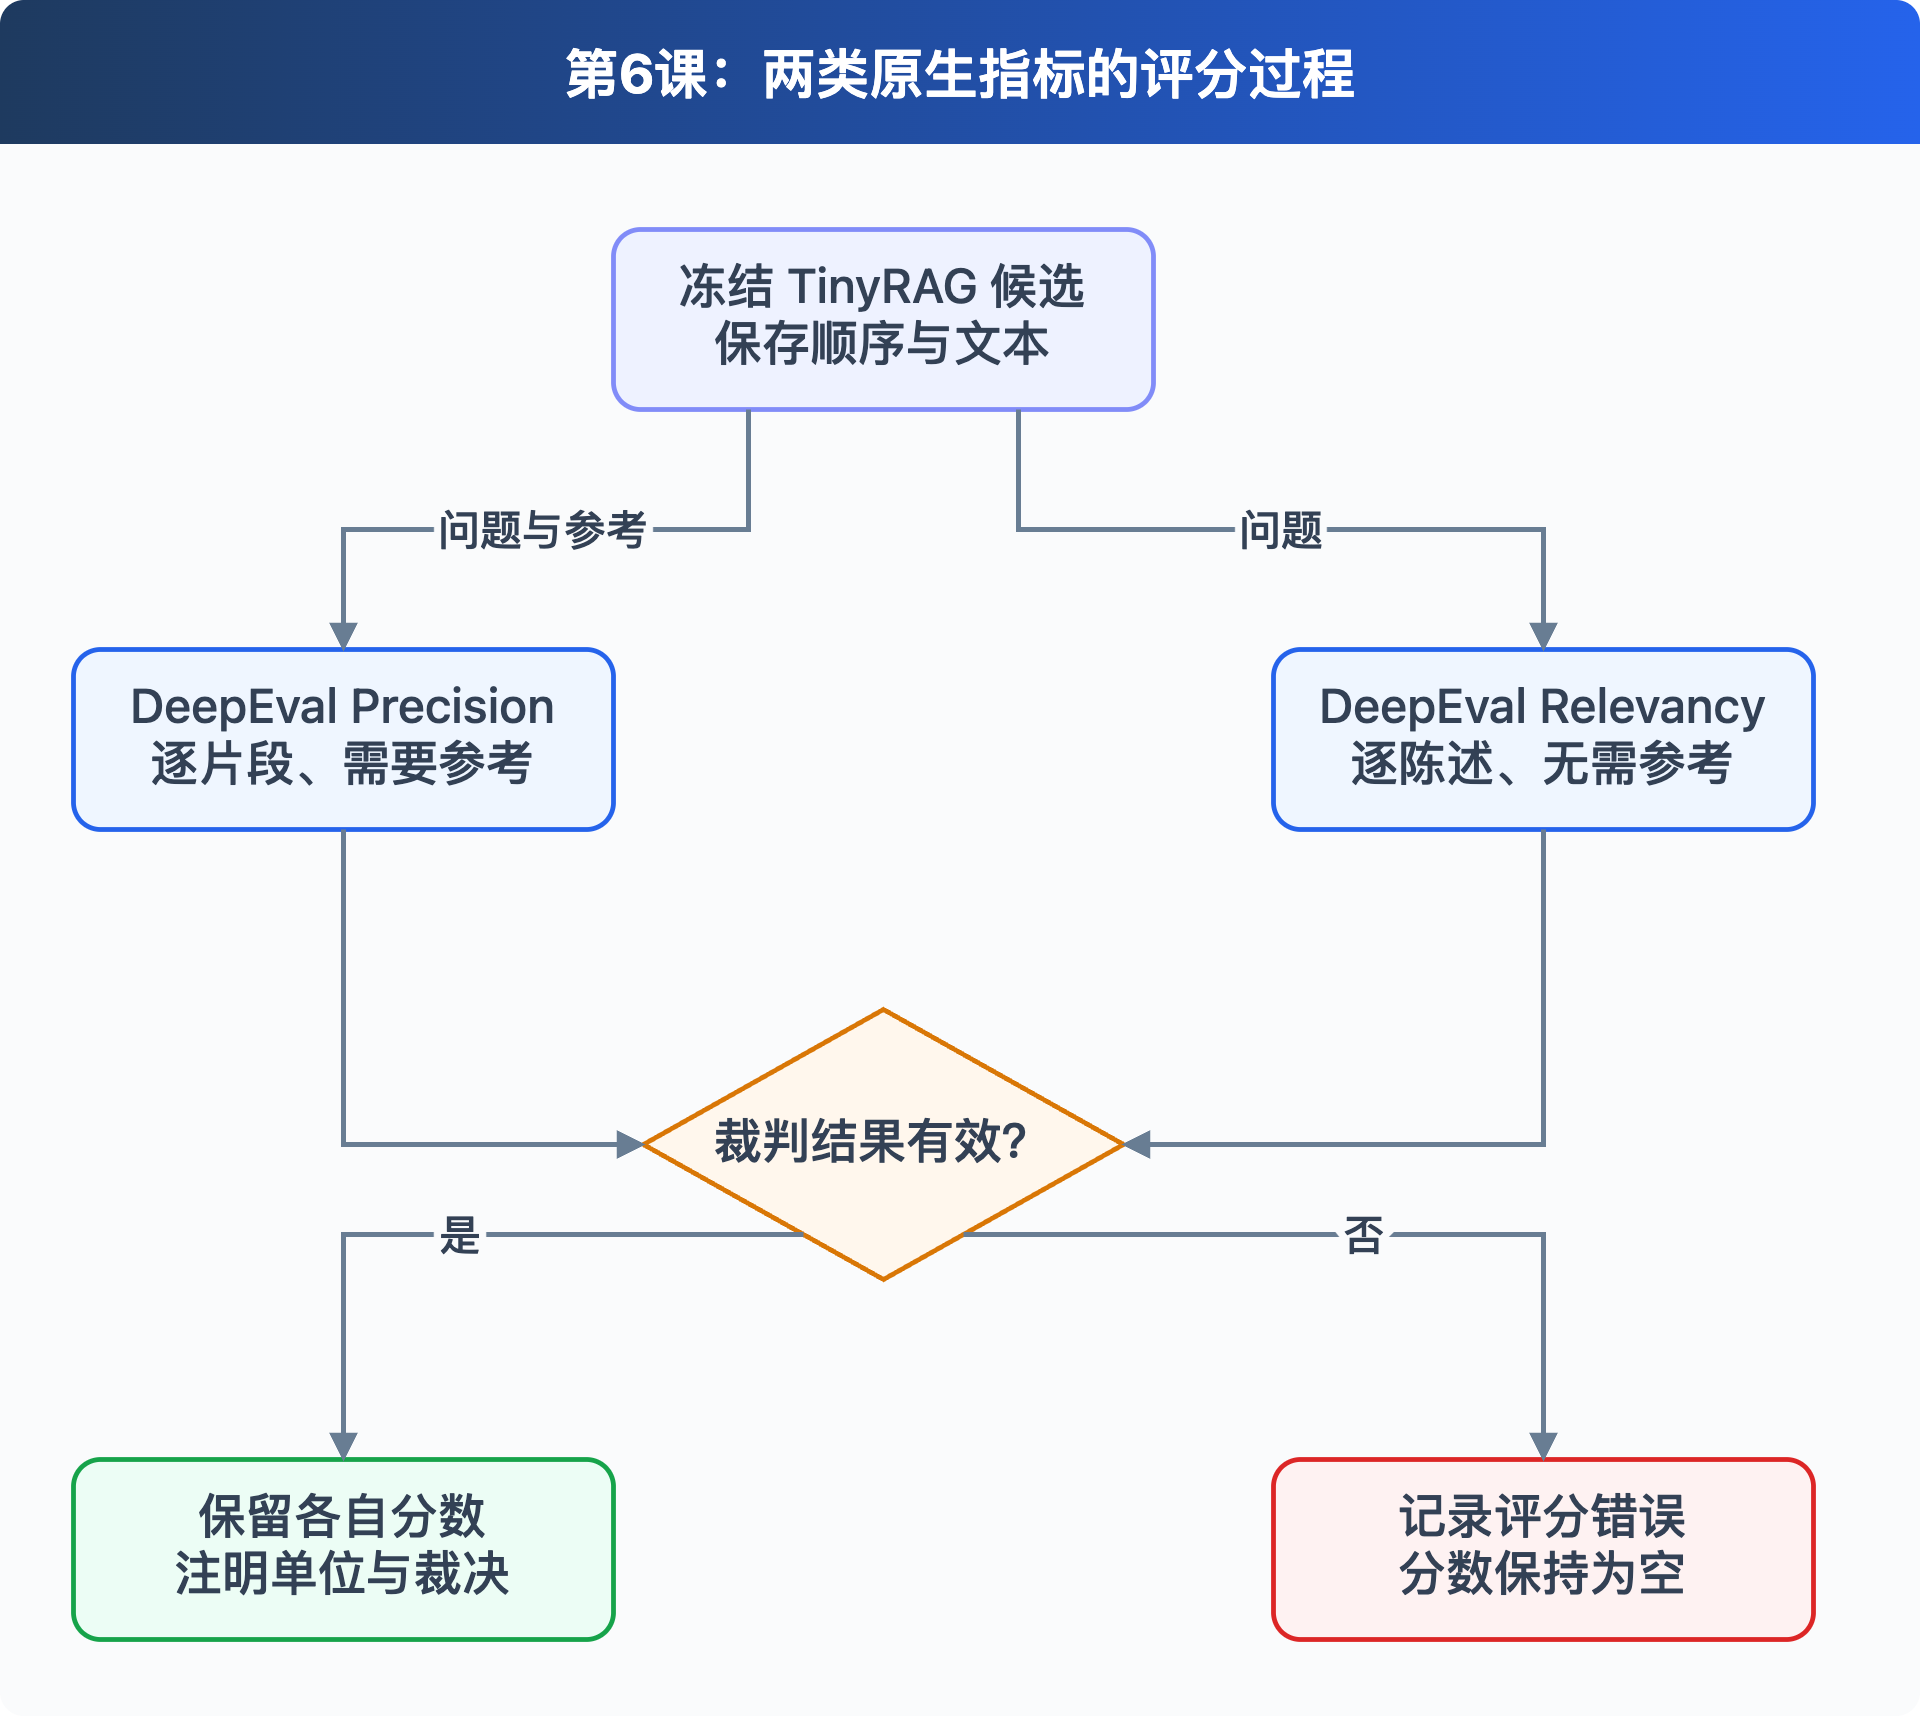 第6课：两类原生指标的评分过程
冻结 TinyRAG 候选
保存顺序与文本
问题与参考
问题
DeepEval Precision
逐片段、需要参考
DeepEval Relevancy
逐陈述、无需参考
裁判结果有效?
是
否
保留各自分数
注明单位与裁决
记录评分错误
分数保持为空